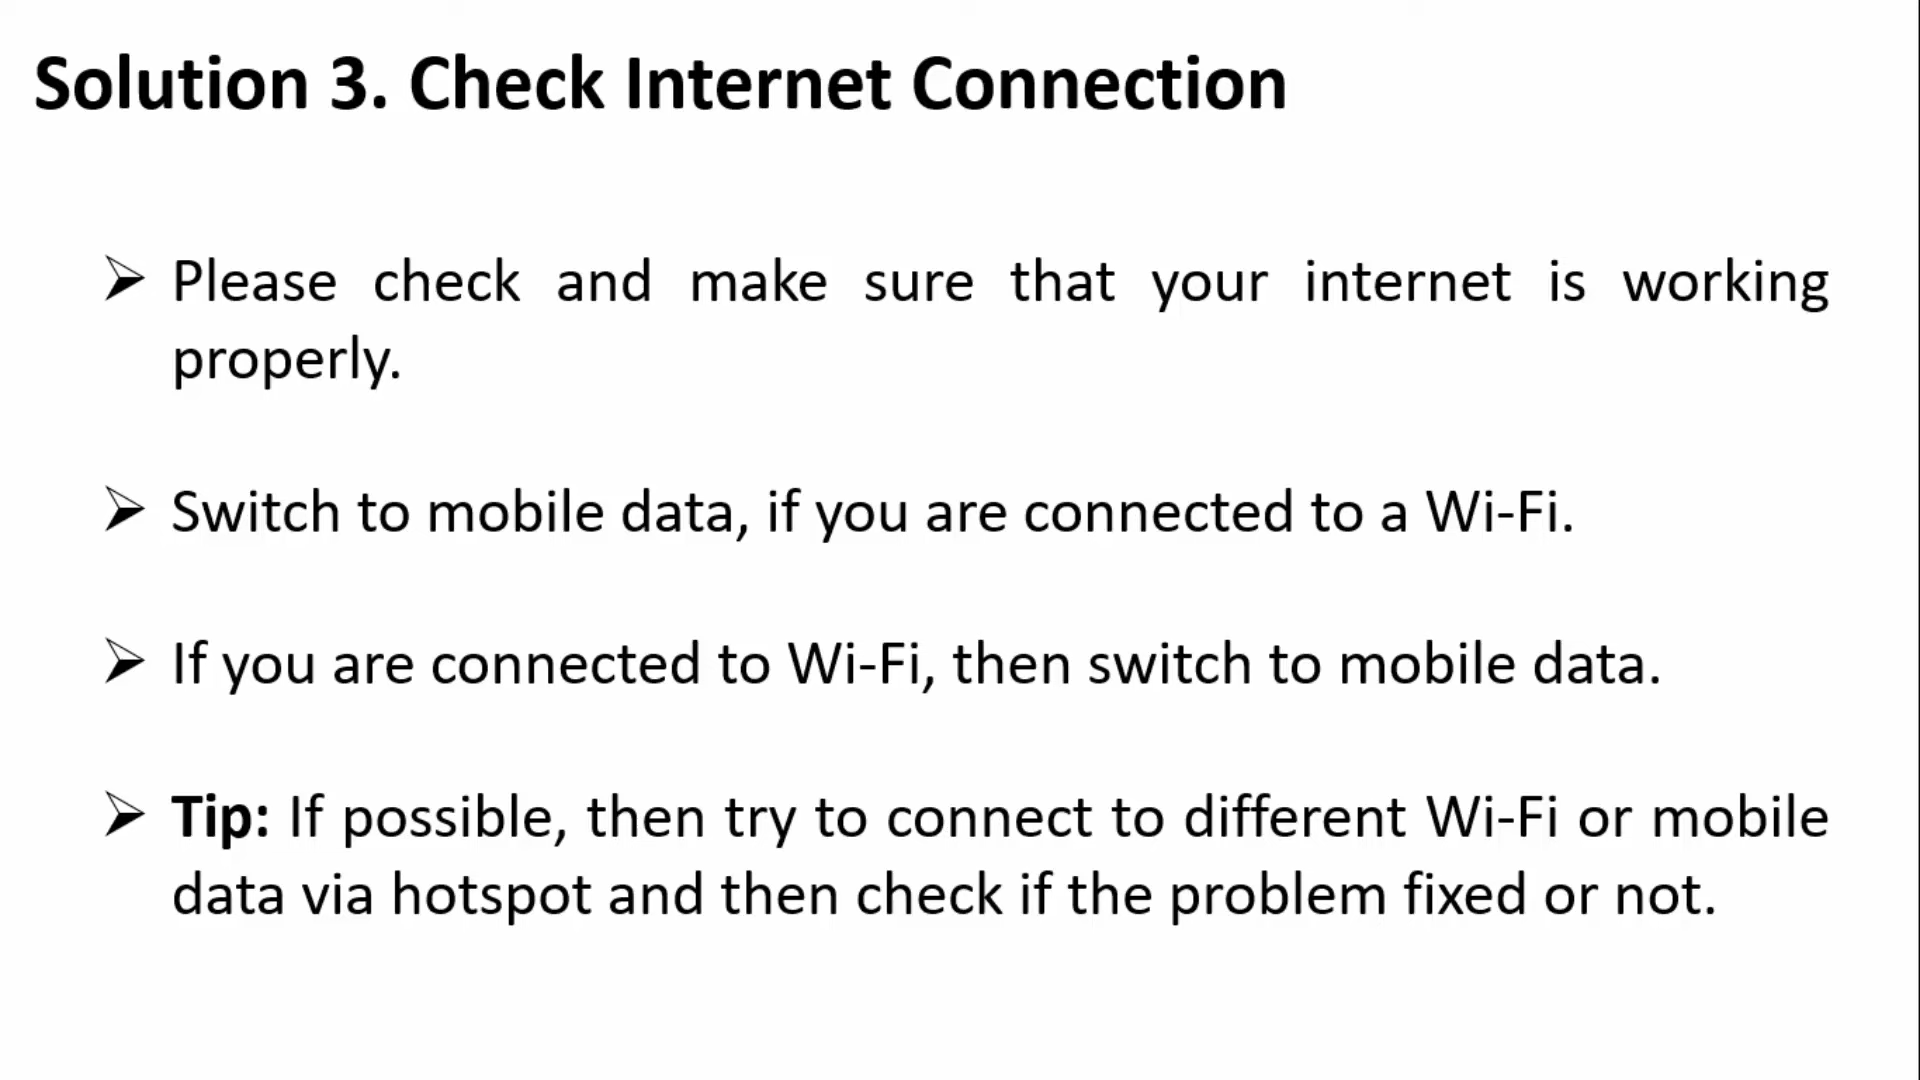 Solution 3. Check Internet Connection
➢ Please check and make sure that your internet is working
properly.
➢ Switch to mobile data, if you are connected to a Wi-Fi.
➢ If you are connected to Wi-Fi, then switch to mobile data.
➢ Tip: If possible, then try to connect to different Wi-Fi or mobile
data via hotspot and then check if the problem fixed or not.